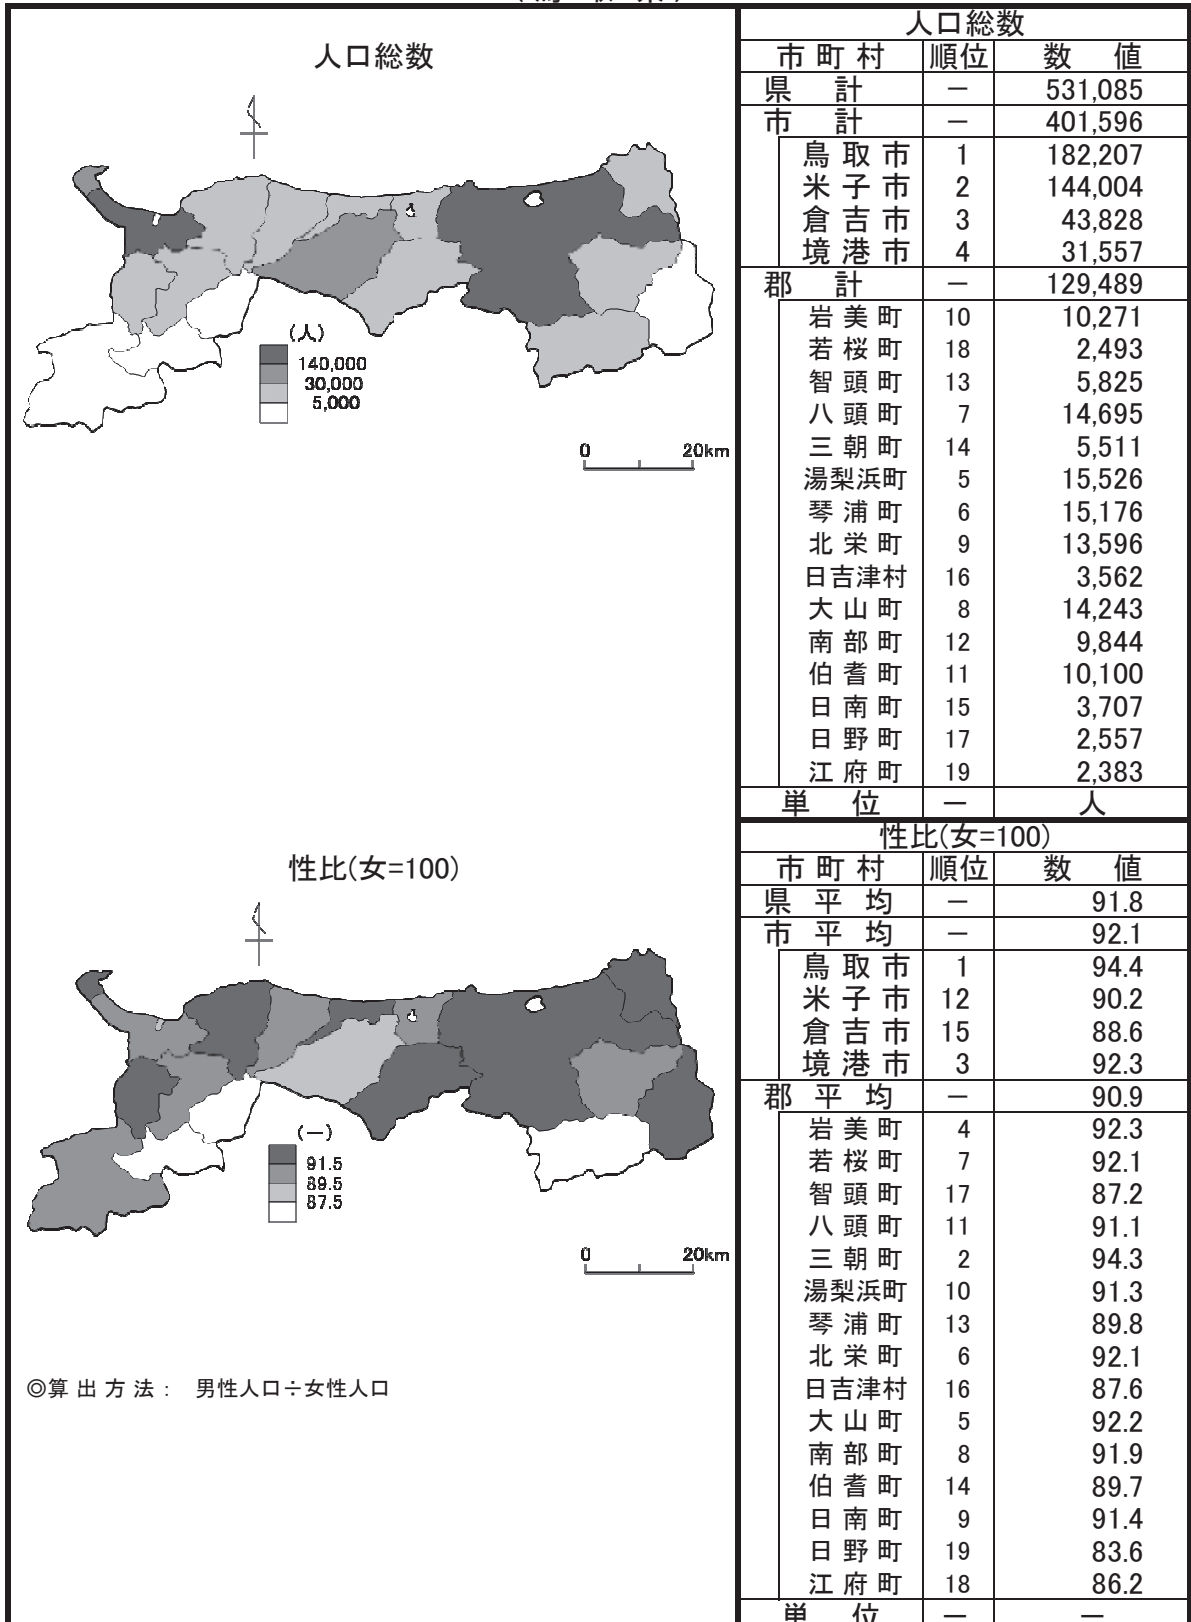 人口総数
(人)
140,000
30,000
5,000
0 20km
人口総数
市町村 順位 数 値
県 計 － 531,085
市 計 － 401,596
鳥取市 1 182,207
米子市 2 144,004
倉吉市 3 43,828
境港市 4 31,557
郡 計 － 129,489
岩美町 10 10,271
若桜町 18 2,493
智頭町 13 5,825
八頭町 7 14,695
三朝町 14 5,511
湯梨浜町 5 15,526
琴浦町 6 15,176
北栄町 9 13,596
日吉津村 16 3,562
大山町 8 14,243
南部町 12 9,844
伯耆町 11 10,100
日南町 15 3,707
日野町 17 2,557
江府町 19 2,383
単 位 － 人
性比(女=100)
(－)
91.5
89.5
87.5
0 20km
◎算出方法： 男性人口÷女性人口
性比(女=100)
市町村 順位 数 値
県平均 － 91.8
市平均 － 92.1
鳥取市 1 94.4
米子市 12 90.2
倉吉市 15 88.6
境港市 3 92.3
郡平均 － 90.9
岩美町 4 92.3
若桜町 7 92.1
智頭町 17 87.2
八頭町 11 91.1
三朝町 2 94.3
湯梨浜町 10 91.3
琴浦町 13 89.8
北栄町 6 92.1
日吉津村 16 87.6
大山町 5 92.2
南部町 8 91.9
伯耆町 14 89.7
日南町 9 91.4
日野町 19 83.6
江府町 18 86.2
単 位 － －